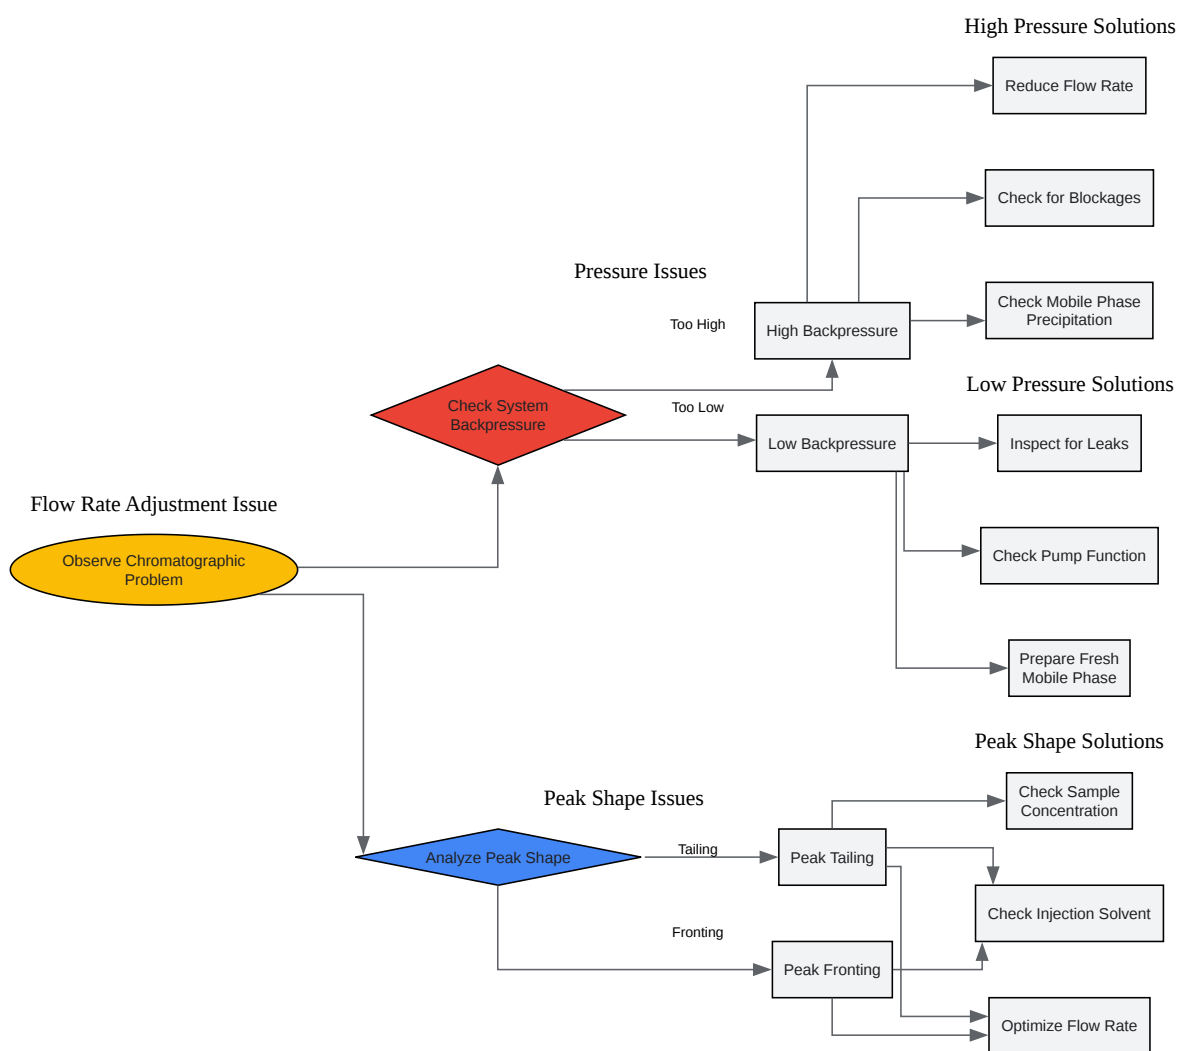 High Pressure Solutions
Reduce Flow Rate
Check for Blockages
Pressure Issues
Check Mobile Phase
Precipitation
Too High
High Backpressure
Low Pressure Solutions
Check System
Backpressure
Too Low
Low Backpressure
Inspect for Leaks
Flow Rate Adjustment Issue
Observe Chromatographic
Problem
Check Pump Function
Prepare Fresh
Mobile Phase
Peak Shape Solutions
Peak Shape Issues
Check Sample
Concentration
Analyze Peak Shape
Tailing
Peak Tailing
Check Injection Solvent
Fronting
Peak Fronting
Optimize Flow Rate